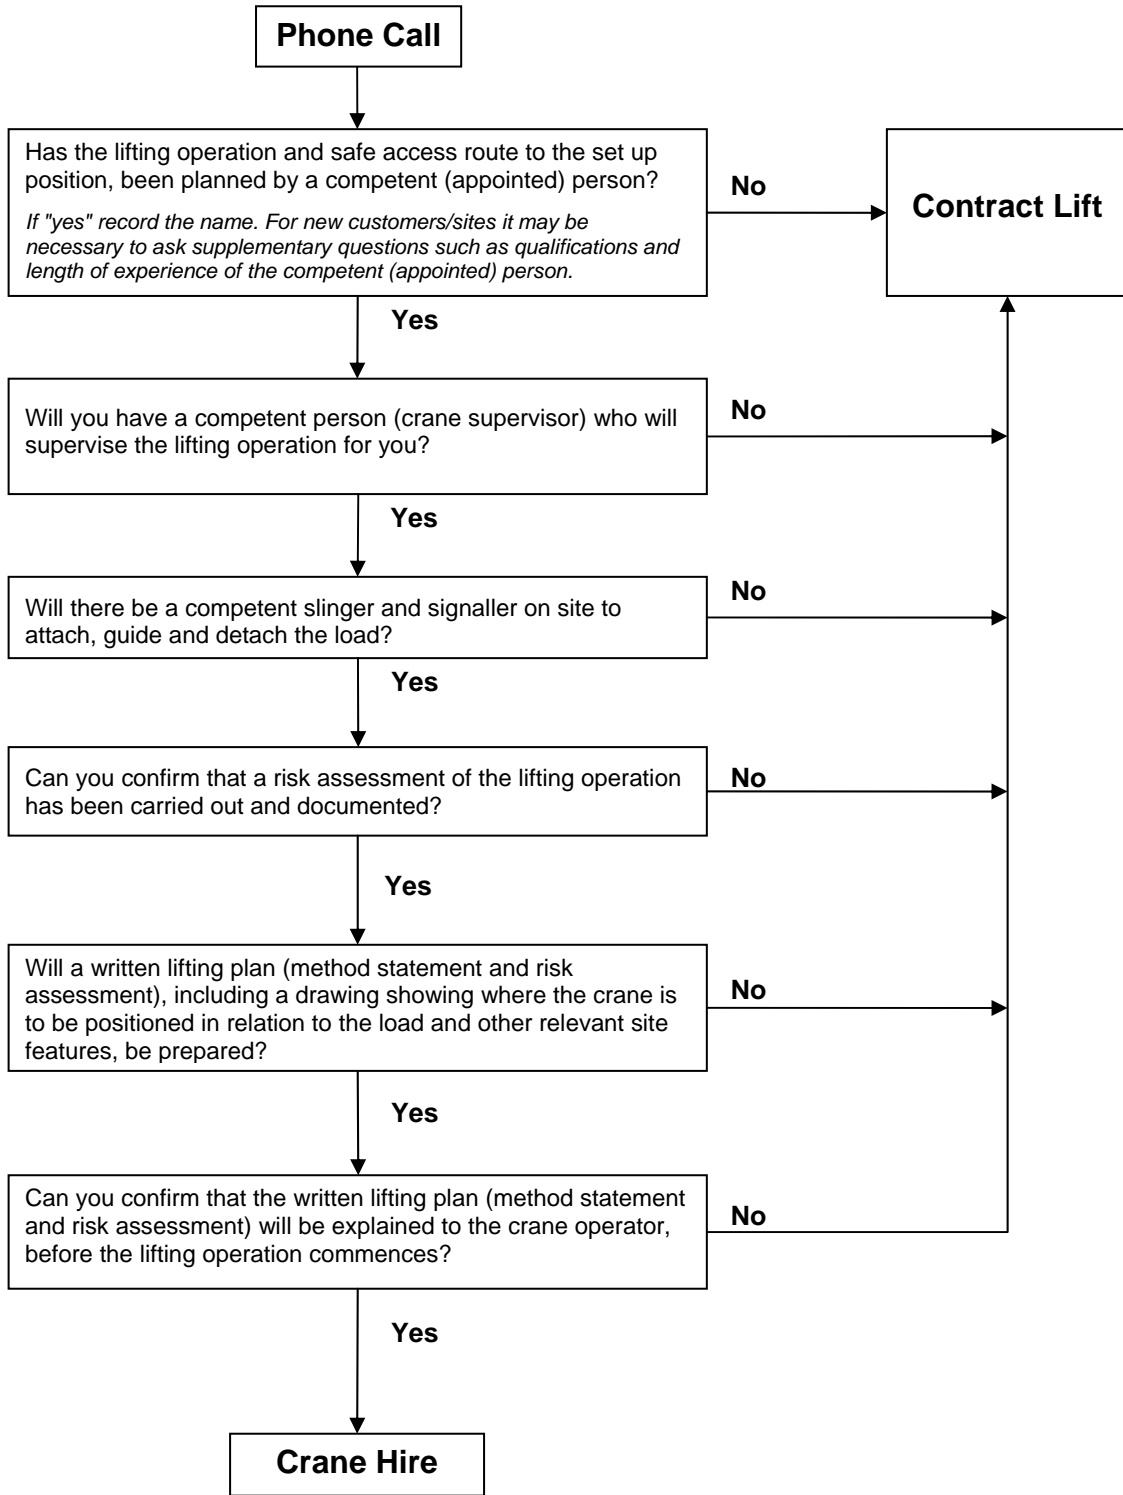 Phone Call
Has the lifting operation and safe access route to the set up
position, been planned by a competent (appointed) person?
If "yes" record the name. For new customers/sites it may be
necessary to ask supplementary questions such as qualifications and
length of experience of the competent (appointed) person.
No
Contract Lift
Yes
Will you have a competent person (crane supervisor) who will
supervise the lifting operation for you?
No
Yes
Will there be a competent slinger and signaller on site to
attach, guide and detach the load?
No
Yes
Can you confirm that a risk assessment of the lifting operation
has been carried out and documented?
No
Yes
Will a written lifting plan (method statement and risk
assessment), including a drawing showing where the crane is
to be positioned in relation to the load and other relevant site
features, be prepared?
No
Yes
Can you confirm that the written lifting plan (method statement
and risk assessment) will be explained to the crane operator,
before the lifting operation commences?
No
Yes
Crane Hire